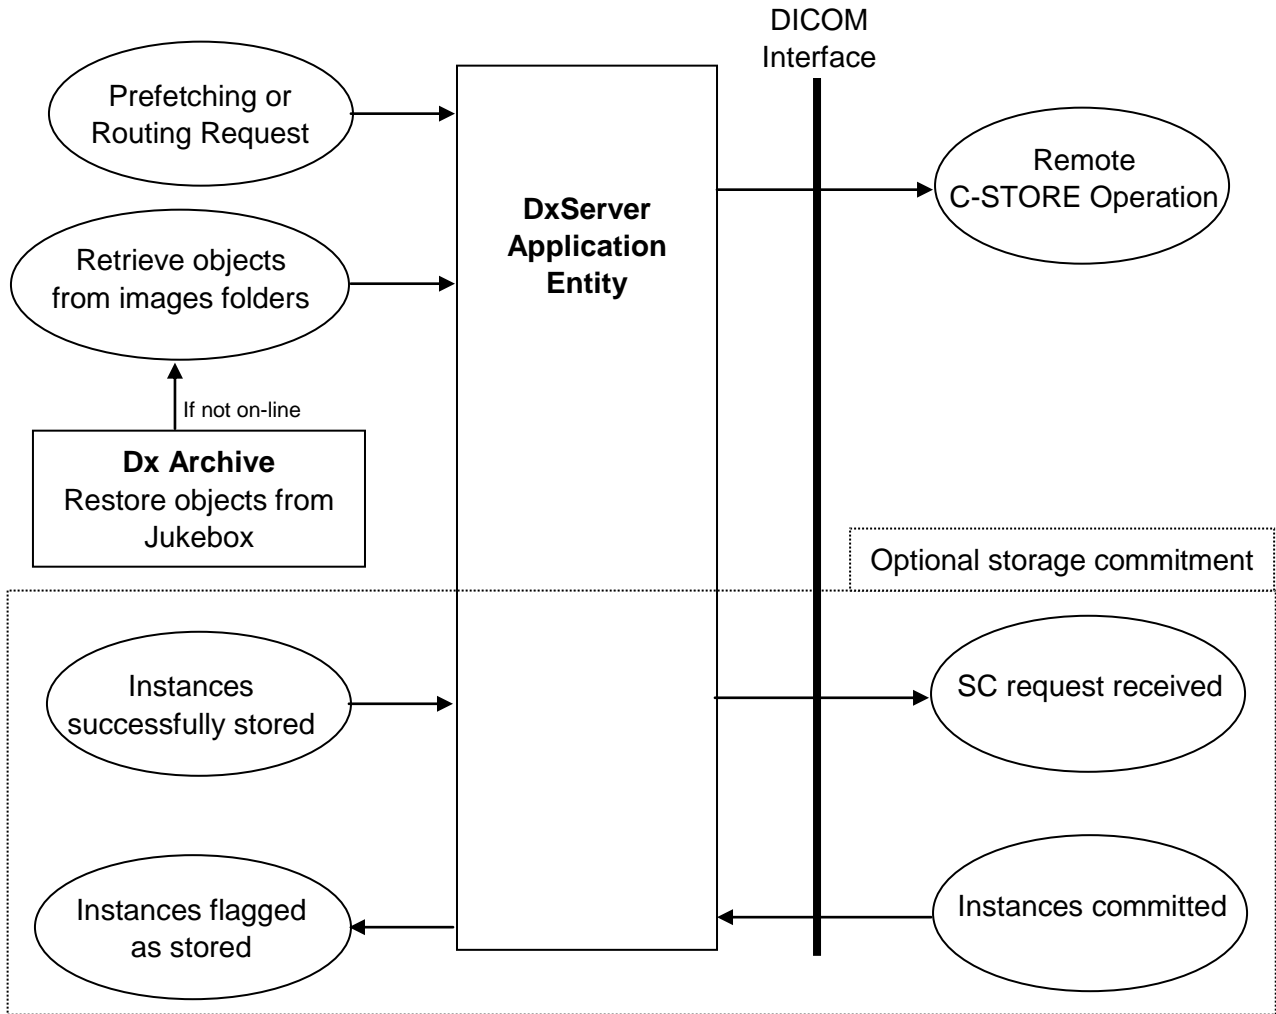 DICOM
Interface
Prefetching or
Routing Request
Remote
C-STORE Operation
DxServer
Application
Entity
Retrieve objects
from images folders
If not on-line
Dx Archive
Restore objects from
Jukebox
Optional storage commitment
Instances
successfully stored
SC request received
Instances flagged
as stored
Instances committed